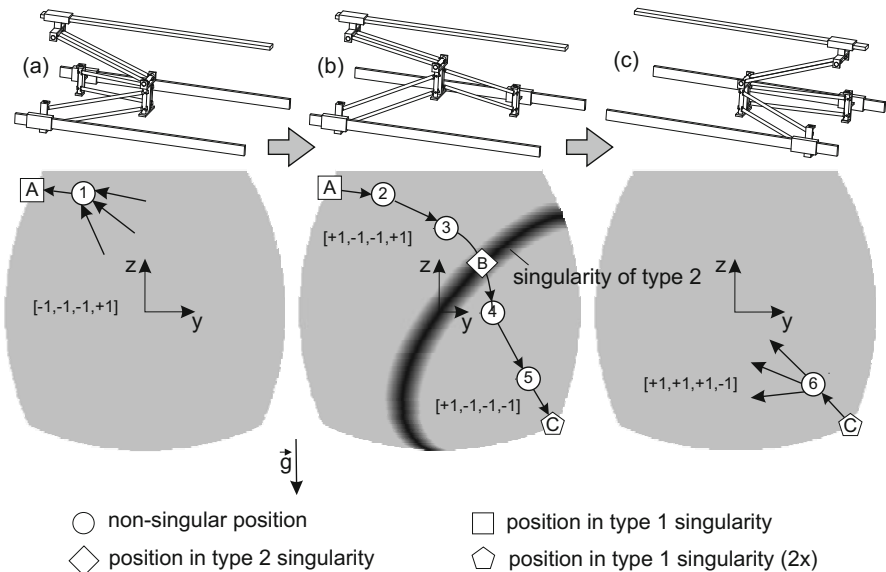 (a)
(b)
(c)
A
1
z
y
[-1,-1,-1,+1]
A
2
3
[+1,-1,-1,+1]
B
z
singularity of type 2
y
4
5
[+1,-1,-1,-1]
C
z
y
6
[+1,+1,+1,-1]
C
g
non-singular position
position in type 1 singularity
position in type 2 singularity
position in type 1 singularity (2x)